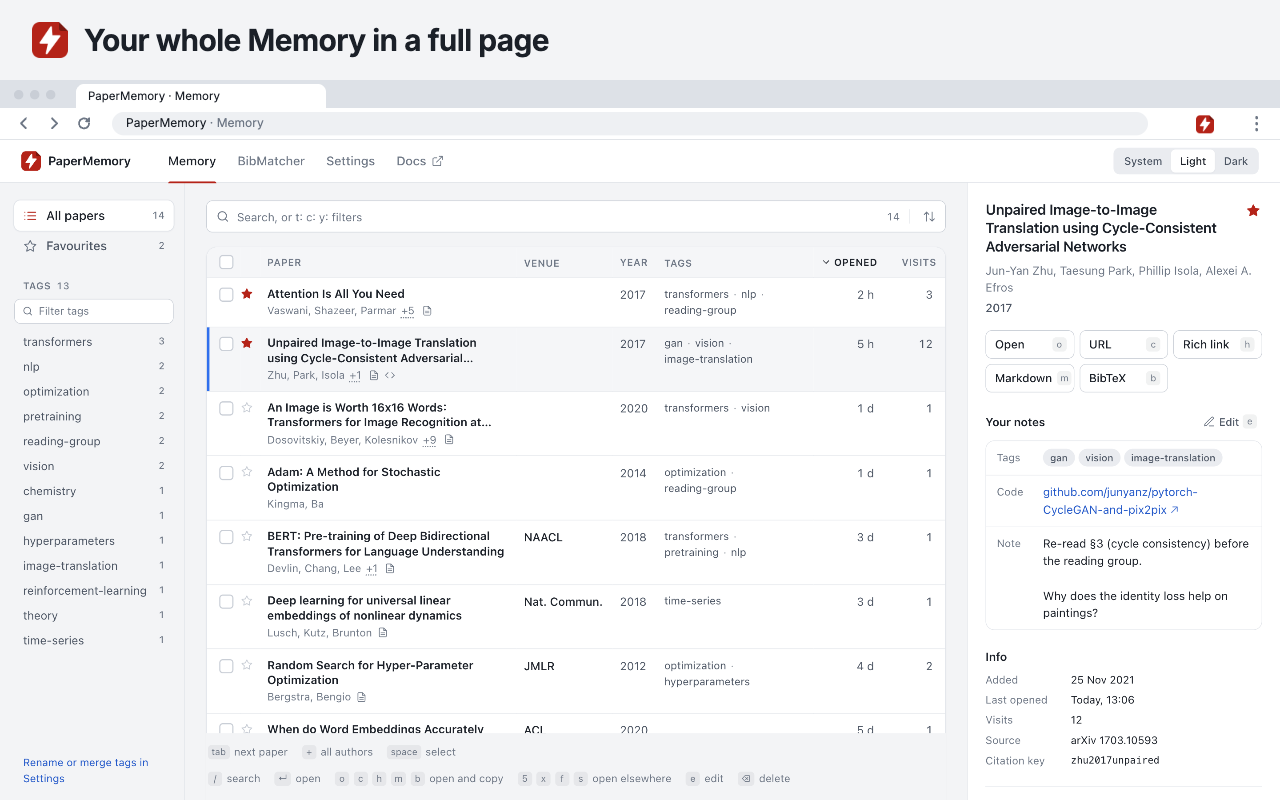 Your whole Memory in a full page
PaperMemory · Memory
PaperMemory · Memory
PaperMemory
Memory
BibMatcher
Settings
Docs
System
Light
Dark
All papers 14
Favourites 2
TAGS 13
Filter tags
transformers 3
nlp 2
optimization 2
pretraining 2
reading-group 2
vision 2
chemistry 1
gan 1
hyperparameters 1
image-translation 1
reinforcement-learning 1
theory 1
time-series 1
Rename or merge tags in
Settings
Search, or t: c: y: filters 14
PAPER VENUE YEAR TAGS OPENED VISITS
Attention Is All You Need 2017 transformers · nlp · 2 h 3
Vaswani, Shazeer, Parmar +5 reading-group
Unpaired Image-to-Image Translation 2017 gan · vision · 5 h 12
using Cycle-Consistent Adversarial... image-translation
Zhu, Park, Isola +1
An Image is Worth 16x16 Words: 2020 transformers · vision 1 d 1
Transformers for Image Recognition at...
Dosovitskiy, Beyer, Kolesnikov +9
Adam: A Method for Stochastic 2014 optimization · 1 d 1
Optimization reading-group
Kingma, Ba
BERT: Pre-training of Deep Bidirectional NAACL 2018 transformers · 3 d 1
Transformers for Language Understanding pretraining · nlp
Devlin, Chang, Lee +1
Deep learning for universal linear Nat. Commun. 2018 time-series 3 d 1
embeddings of nonlinear dynamics
Lusch, Kutz, Brunton
Random Search for Hyper-Parameter JMLR 2012 optimization · 4 d 2
Optimization hyperparameters
Bergstra, Bengio
When do Word Embeddings Accurately ACL 2020 5 d 1
tab next paper + all authors space select
/ search ↵ open o c h m b open and copy 5 x f s open elsewhere e edit ⌫ delete
Unpaired Image-to-Image
Translation using Cycle-Consistent
Adversarial Networks
Jun-Yan Zhu, Taesung Park, Phillip Isola, Alexei A.
Efros
2017
Open o URL c Rich link h
Markdown m BibTeX b
Your notes Edit e
Tags gan vision image-translation
Code github.com/junyanz/pytorch-
CycleGAN-and-pix2pix ↗
Note Re-read §3 (cycle consistency) before
the reading group.
Why does the identity loss help on
paintings?
Info
Added 25 Nov 2021
Last opened Today, 13:06
Visits 12
Source arXiv 1703.10593
Citation key zhu2017unpaired